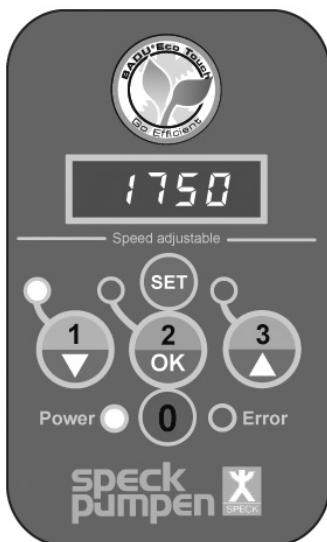 BADU®Eco Touch
Go Efficient
1750
Speed adjustable
SET
1 2 3
OK
Power 0 Error
speck
pumpen
SPECK